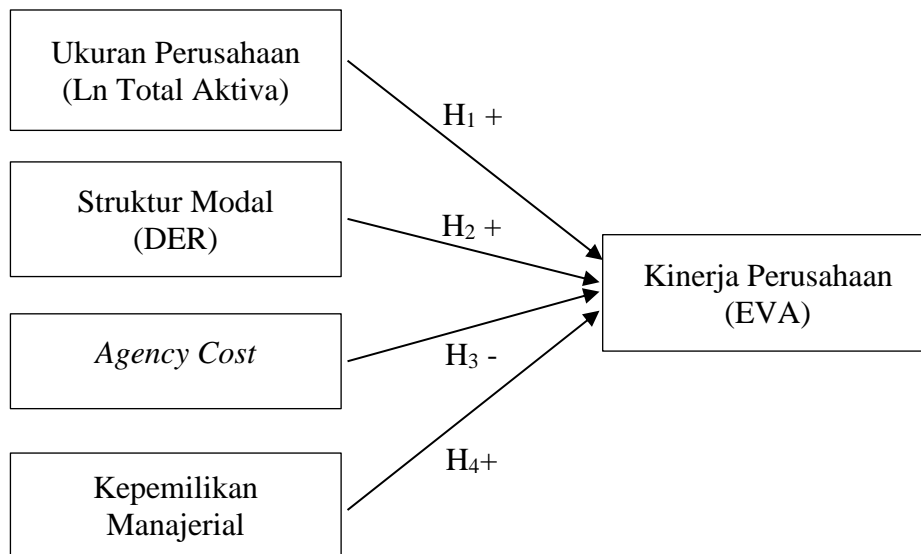 Ukuran Perusahaan
(Ln Total Aktiva)
H1 +
Struktur Modal
(DER)
H2 +
Kinerja Perusahaan
(EVA)
Agency Cost
H3 -
H4+
Kepemilikan
Manajerial